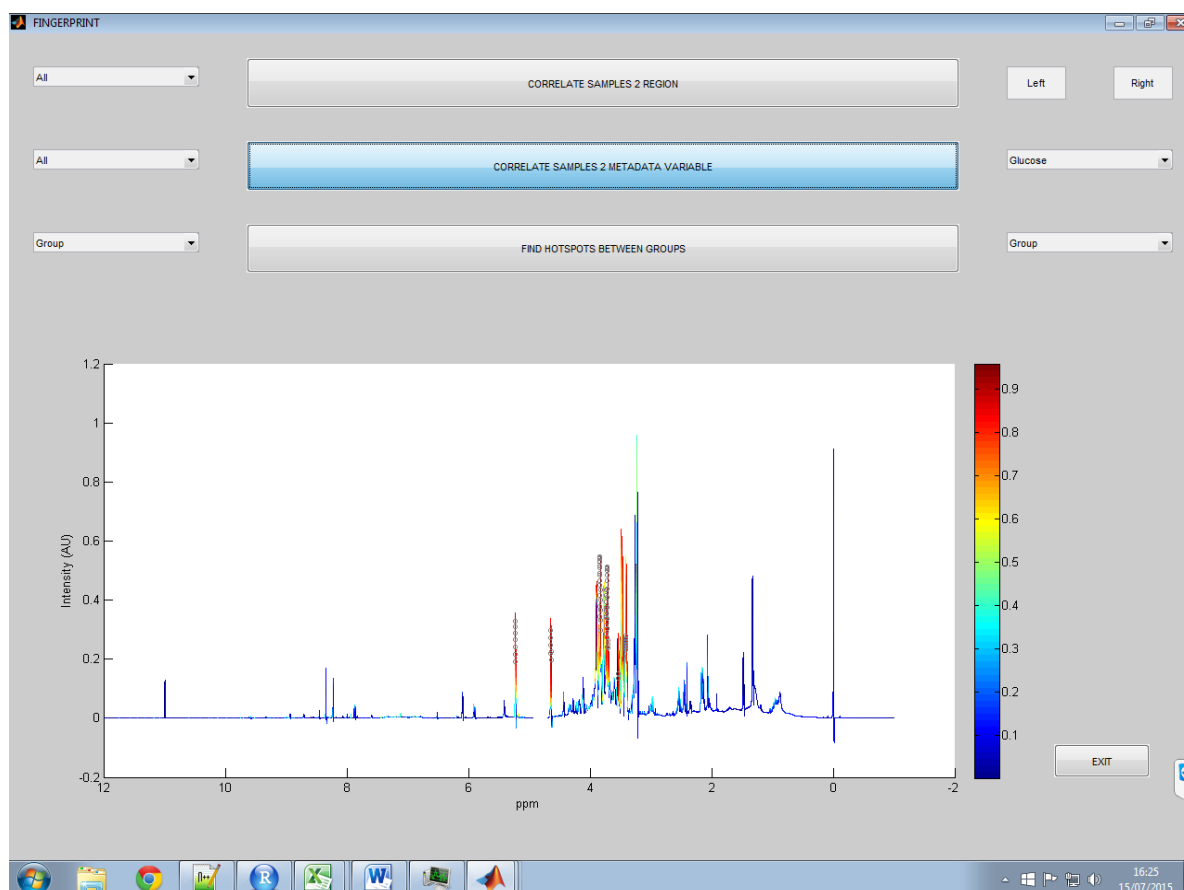 FINGERPRINT
All
CORRELATE SAMPLES 2 REGION
Left
Right
All
CORRELATE SAMPLES 2 METADATA VARIABLE
Glucose
Group
FIND HOTSPOTS BETWEEN GROUPS
Group
1.2
1
0.8
0.6
0.4
0.2
0
-0.2
Intensity (AU)
12
10
8
6
4
2
0
-2
ppm
0.9
0.8
0.7
0.6
0.5
0.4
0.3
0.2
0.1
EXIT
R
W
16:25
15/07/2015